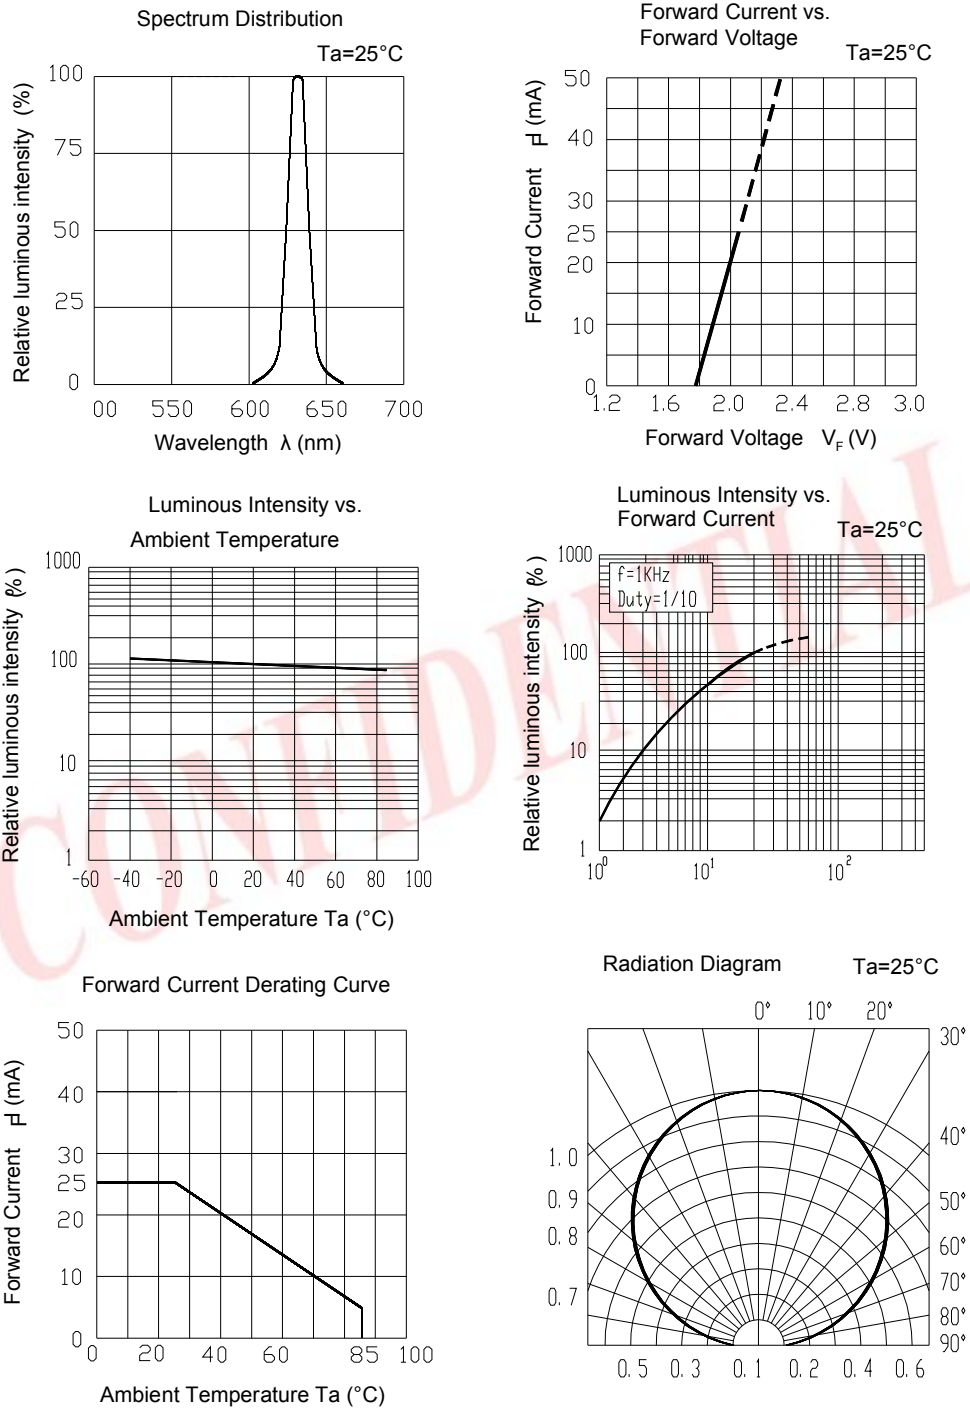 Spectrum Distribution
Ta=25°C
Relative luminous intensity (%)
100
75
50
25
0
00 550 600 650 700
Wavelength λ (nm)
Forward Current vs.
Forward Voltage
Ta=25°C
Forward Current (mA)
50
40
30
25
20
10
0
1.2 1.6 2.0 2.4 2.8 3.0
Forward Voltage VF (V)
Luminous Intensity vs.
Ambient Temperature
Relative luminous intensity (%)
1000
100
10
1
-60 -40 -20 0 20 40 60 80 100
Ambient Temperature Ta (°C)
Luminous Intensity vs.
Forward Current
Ta=25°C
f=1KHz
Duty=1/10
Relative luminous intensity (%)
1000
100
10
1
10⁰ 10¹ 10²
CONFIDENTIAL
Forward Current Derating Curve
Forward Current (mA)
50
40
30
25
20
10
0
0 20 40 60 85 100
Ambient Temperature Ta (°C)
Radiation Diagram
Ta=25°C
0° 10° 20°
30°
40°
50°
60°
70°
80°
90°
1.0
0.9
0.8
0.7
0.5 0.3 0.1 0.2 0.4 0.6